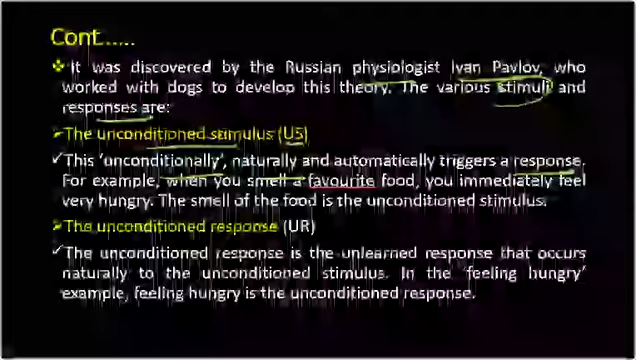 Cont.....
❖It was discovered by the Russian physiologist Ivan Pavlov, who
worked with dogs to develop this theory. The various stimuli and
responses are:
➢The unconditioned stimulus (US)
✓This 'unconditionally', naturally and automatically triggers a response.
For example, when you smell a favourite food, you immediately feel
very hungry. The smell of the food is the unconditioned stimulus.
➢The unconditioned response (UR)
✓The unconditioned response is the unlearned response that occurs
naturally to the unconditioned stimulus. In the 'feeling hungry'
example, feeling hungry is the unconditioned response.